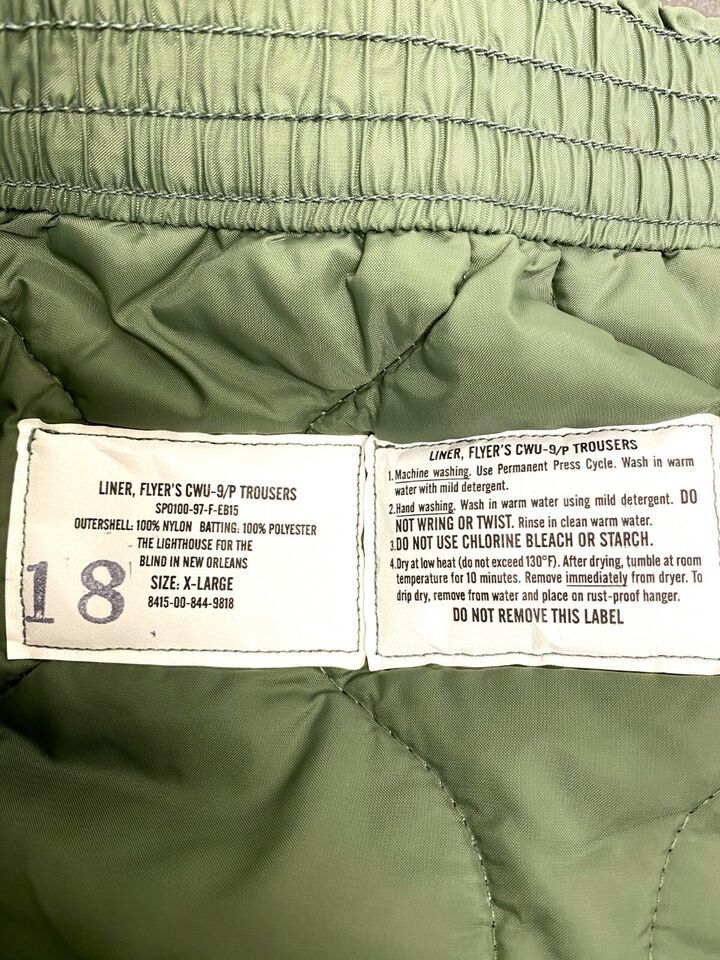 LINER, FLYER'S CWU-9/P TROUSERS
SPO100-97-F-EB15
OUTERSHELL: 100% NYLON BATTING: 100% POLYESTER
THE LIGHTHOUSE FOR THE
BLIND IN NEW ORLEANS
SIZE: X-LARGE
8415-00-844-9818
18
LINER, FLYER'S CWU-9/P TROUSERS
1.Machine washing. Use Permanent Press Cycle. Wash in warm
water with mild detergent.
2.Hand washing. Wash in warm water using mild detergent. DO
NOT WRING OR TWIST. Rinse in clean warm water.
3.DO NOT USE CHLORINE BLEACH OR STARCH.
4.Dry at low heat (do not exceed 130°F). After drying, tumble at room
temperature for 10 minutes. Remove immediately from dryer. To
drip dry, remove from water and place on rust-proof hanger.
DO NOT REMOVE THIS LABEL